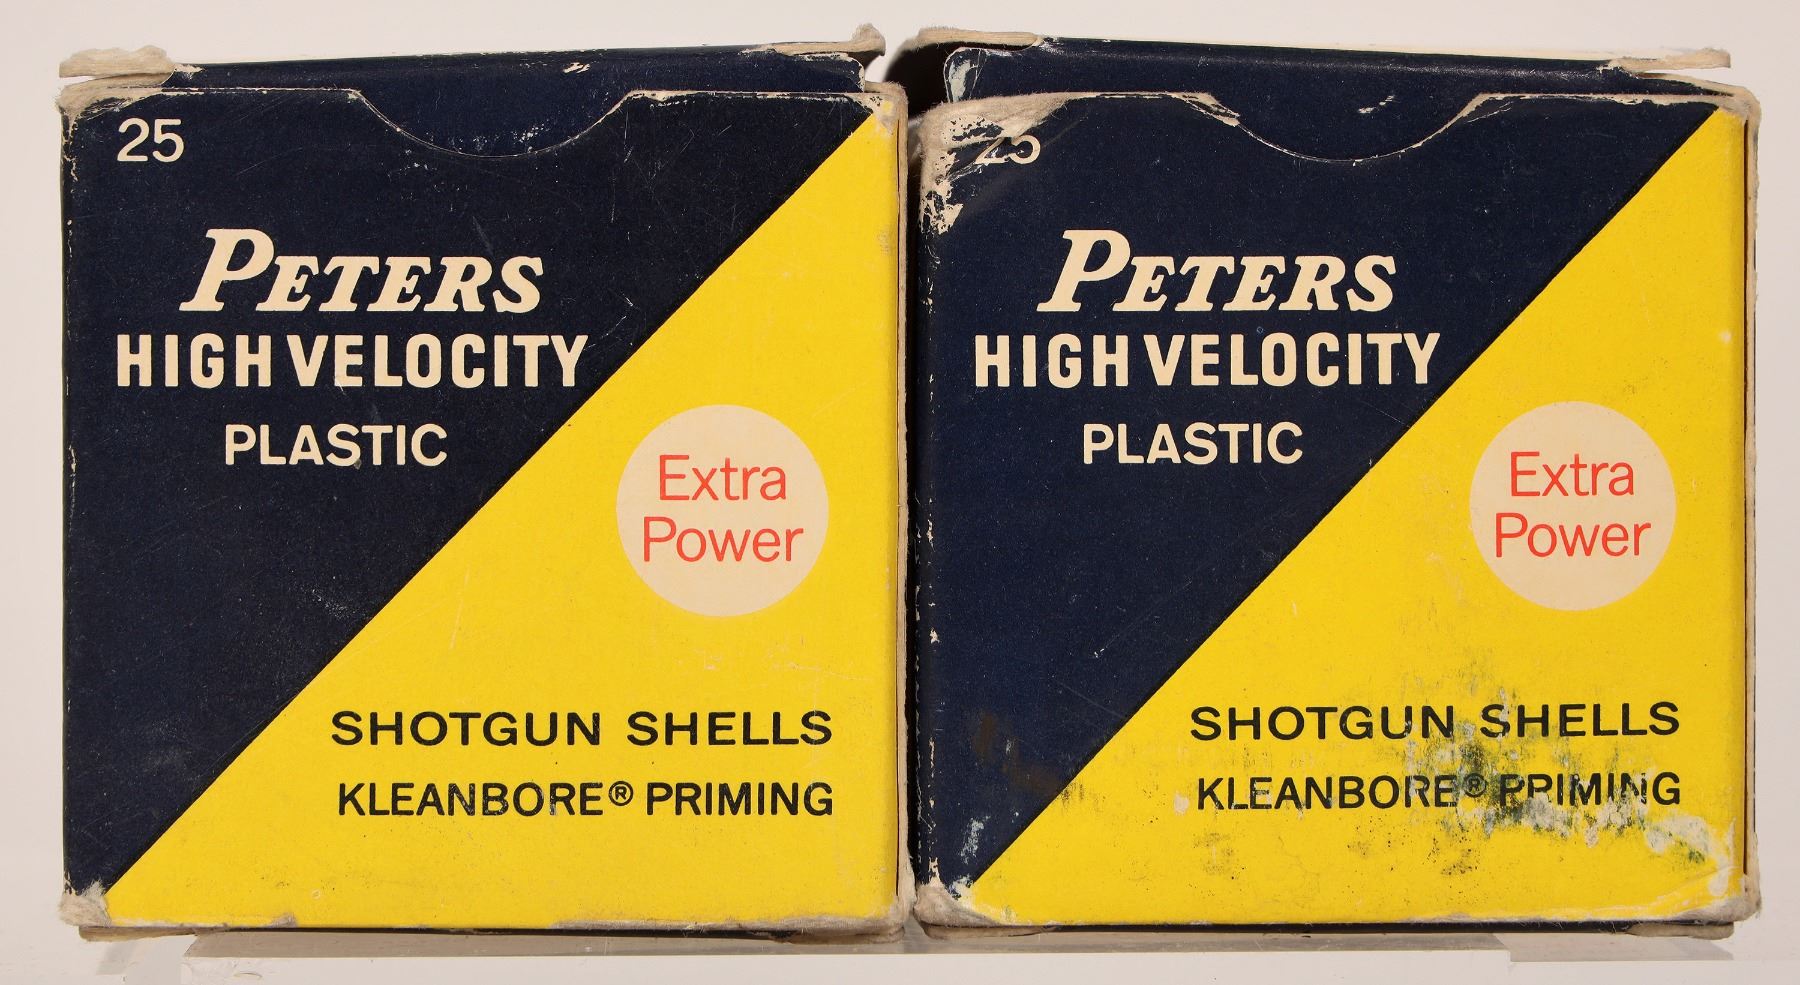 25
PETERS
HIGH VELOCITY
PLASTIC
Extra
Power
SHOTGUN SHELLS
KLEANBORE® PRIMING
25
PETERS
HIGH VELOCITY
PLASTIC
Extra
Power
SHOTGUN SHELLS
KLEANBORE® PRIMING